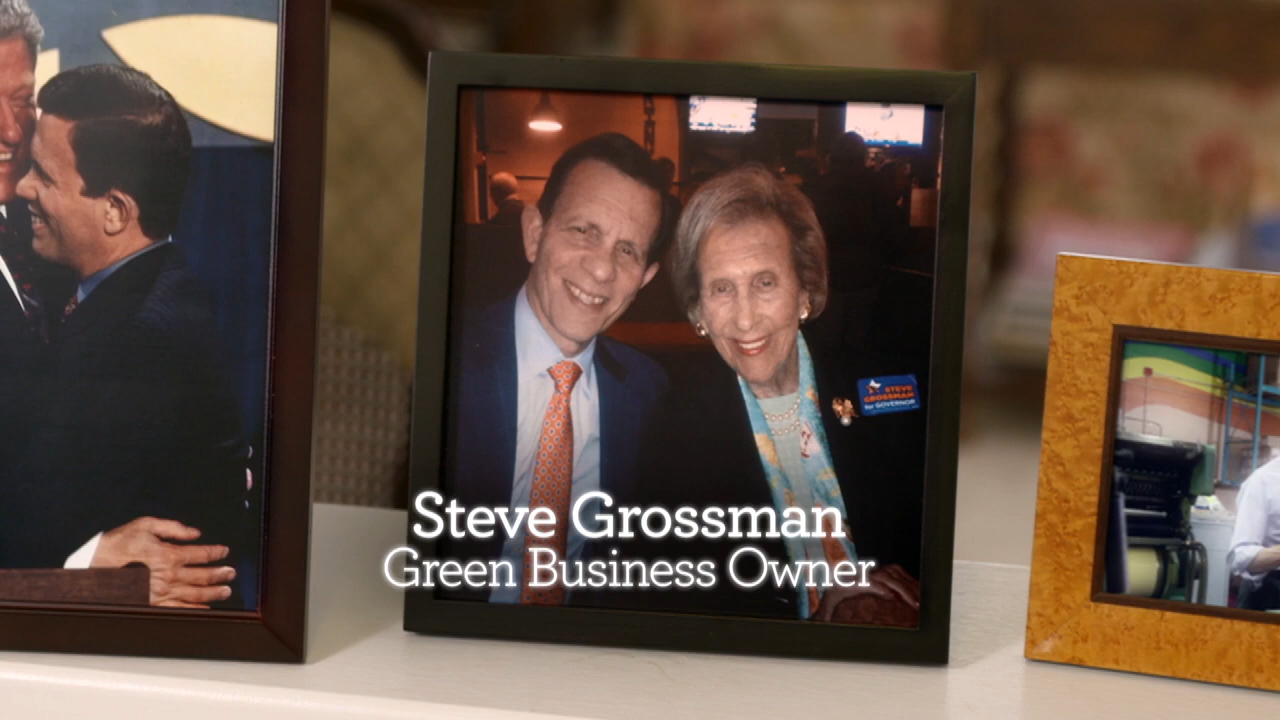 STEVE
GROSSMAN
for GOVERNOR
Steve Grossman
Green Business Owner